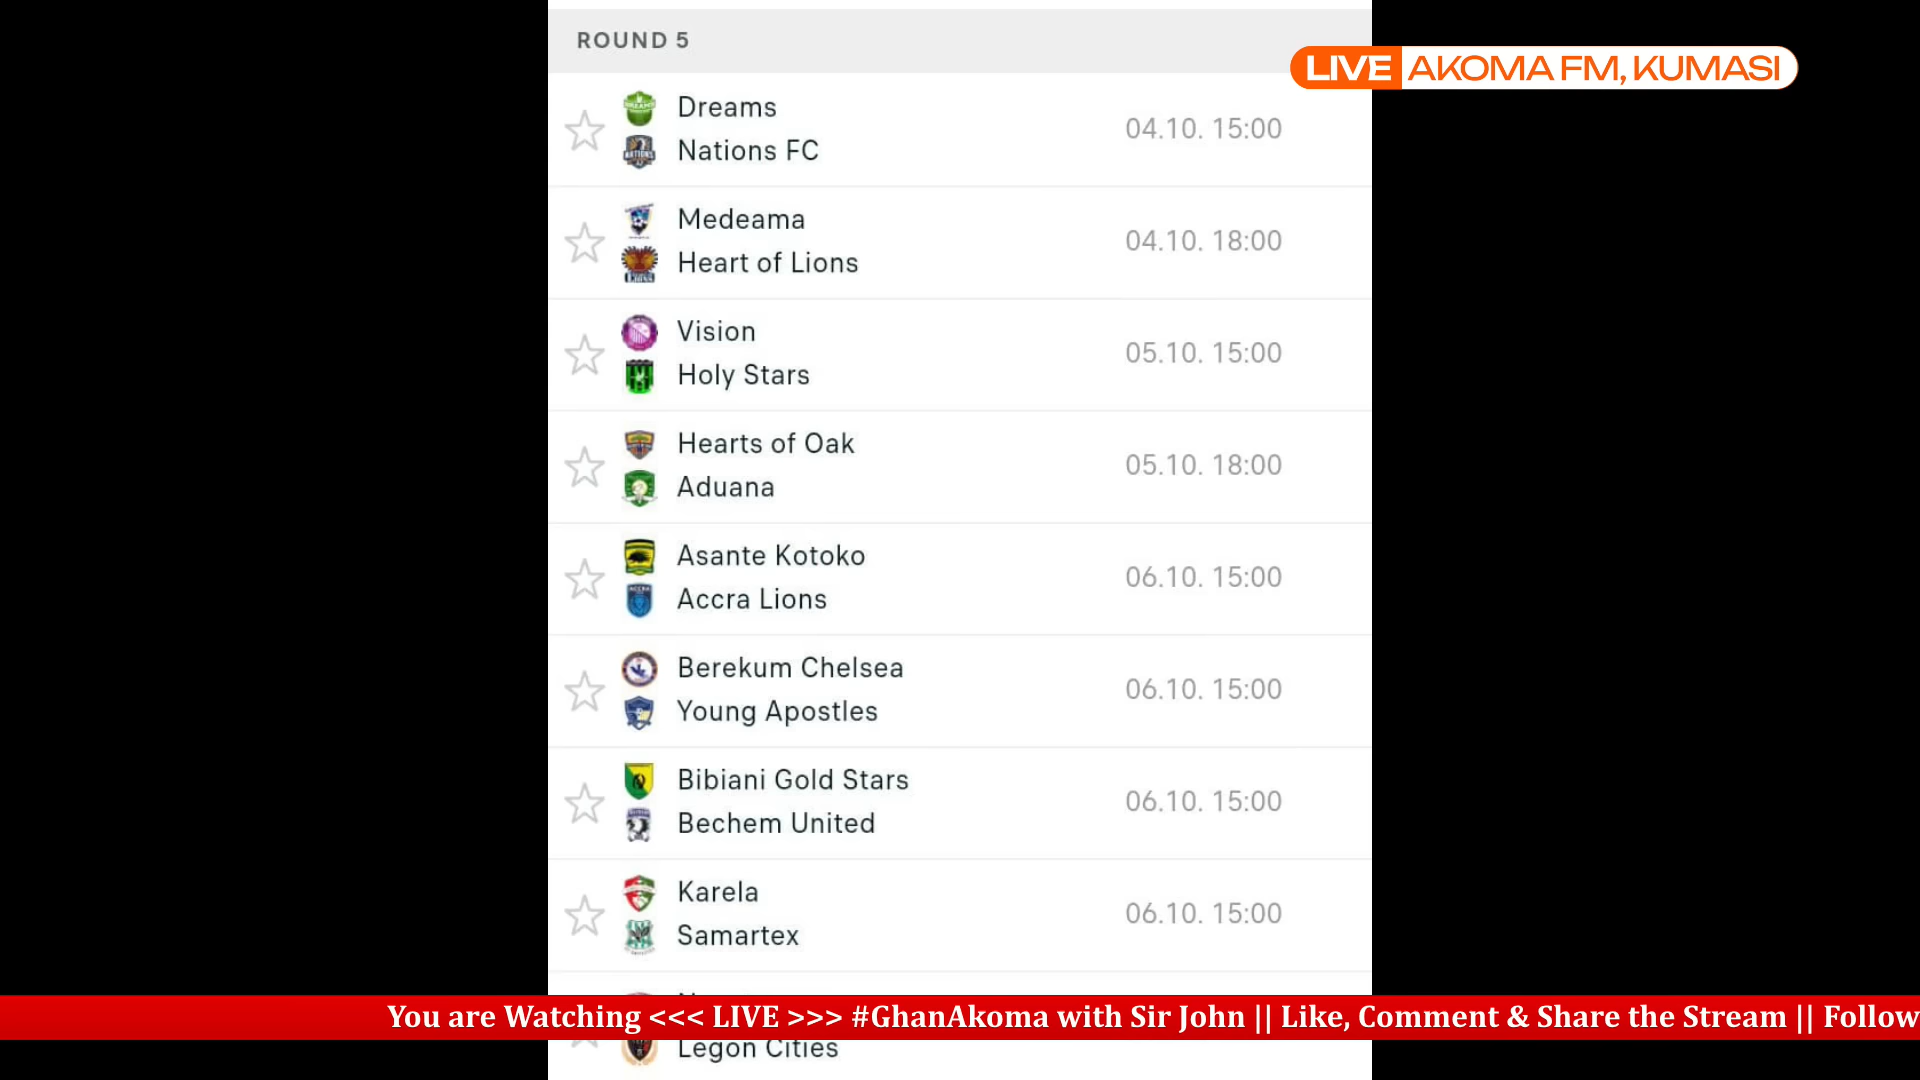 ROUND 5
LIVE AKOMA FM, KUMASI
Dreams
Nations FC
04.10. 15:00
Medeama
Heart of Lions
04.10. 18:00
Vision
Holy Stars
05.10. 15:00
Hearts of Oak
Aduana
05.10. 18:00
Asante Kotoko
Accra Lions
06.10. 15:00
Berekum Chelsea
Young Apostles
06.10. 15:00
Bibiani Gold Stars
Bechem United
06.10. 15:00
Karela
Samartex
06.10. 15:00
You are Watching <<< LIVE >>> #GhanAkoma with Sir John || Like, Comment & Share the Stream || Follow
Legon Cities